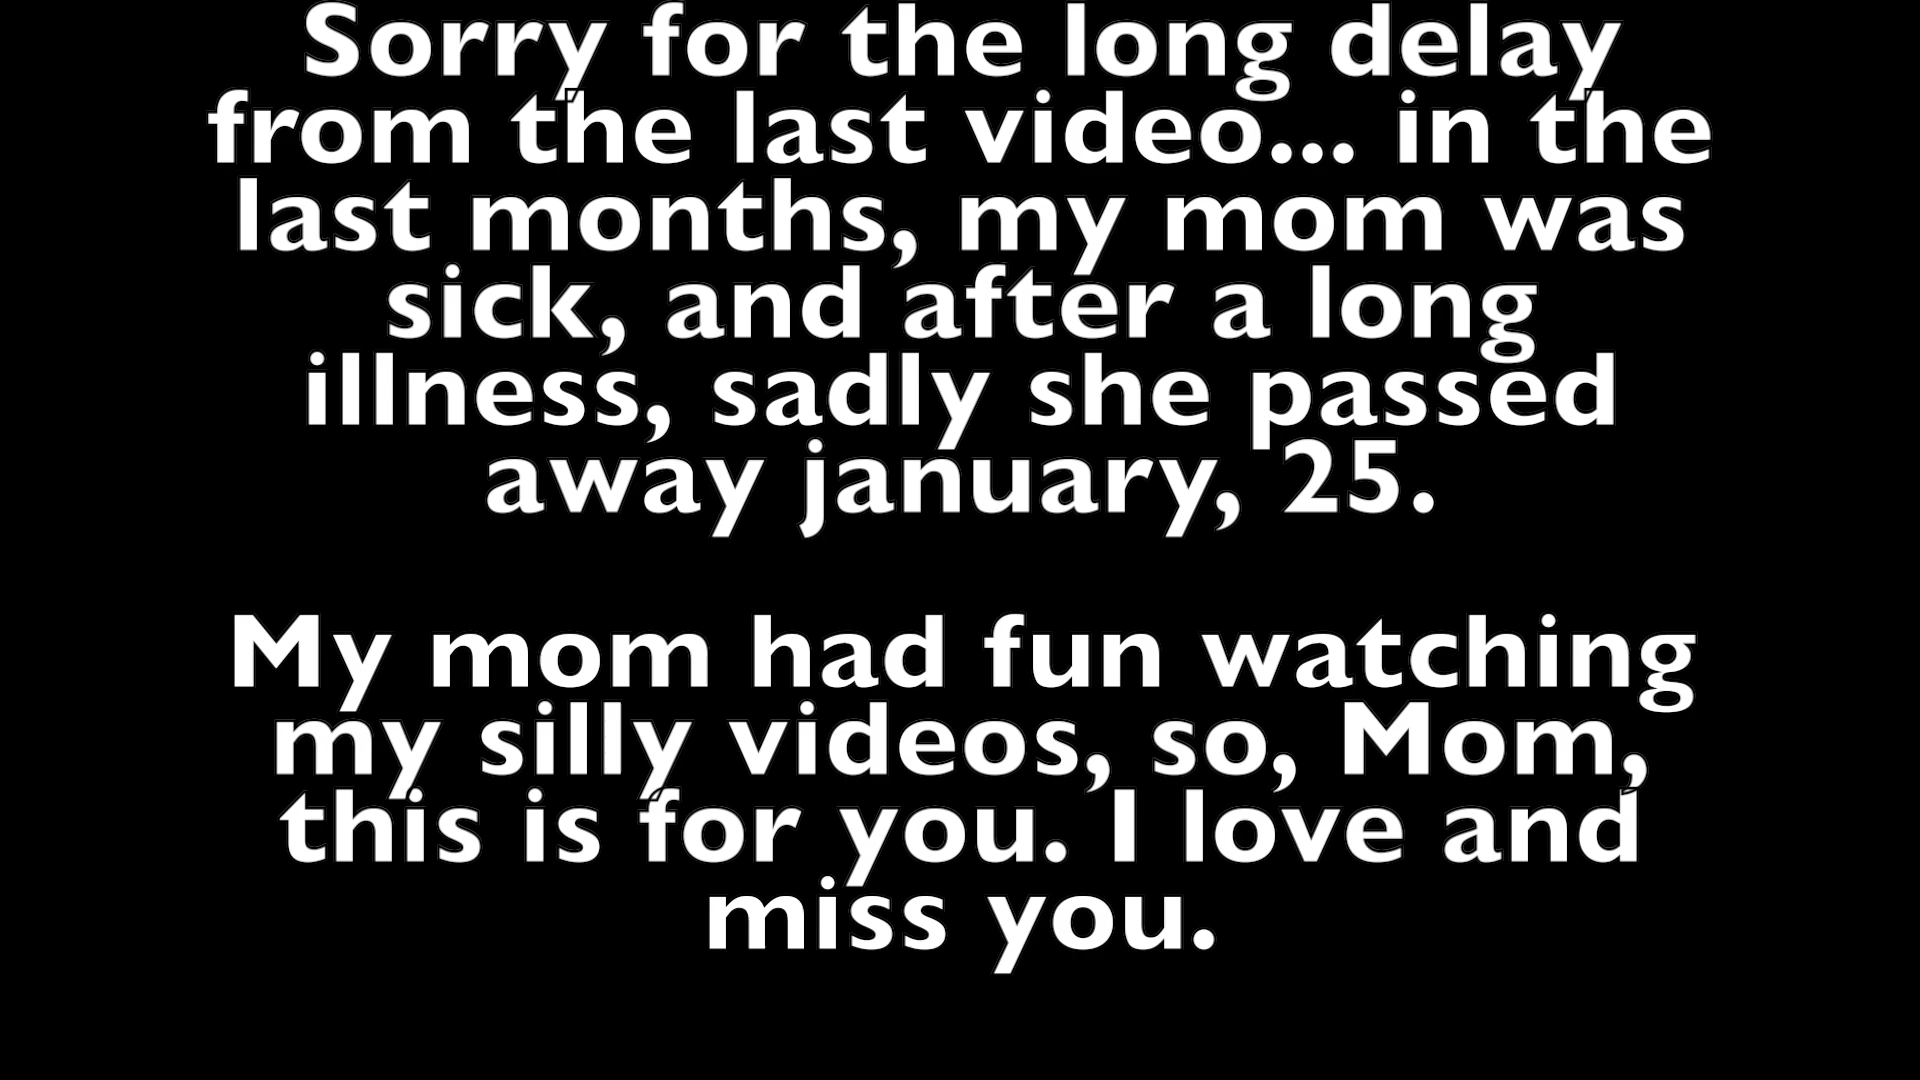 Sorry for the long delay
from the last video... in the
last months, my mom was
sick, and after a long
illness, sadly she passed
away january, 25.
My mom had fun watching
my silly videos, so, Mom,
this is for you. I love and
miss you.